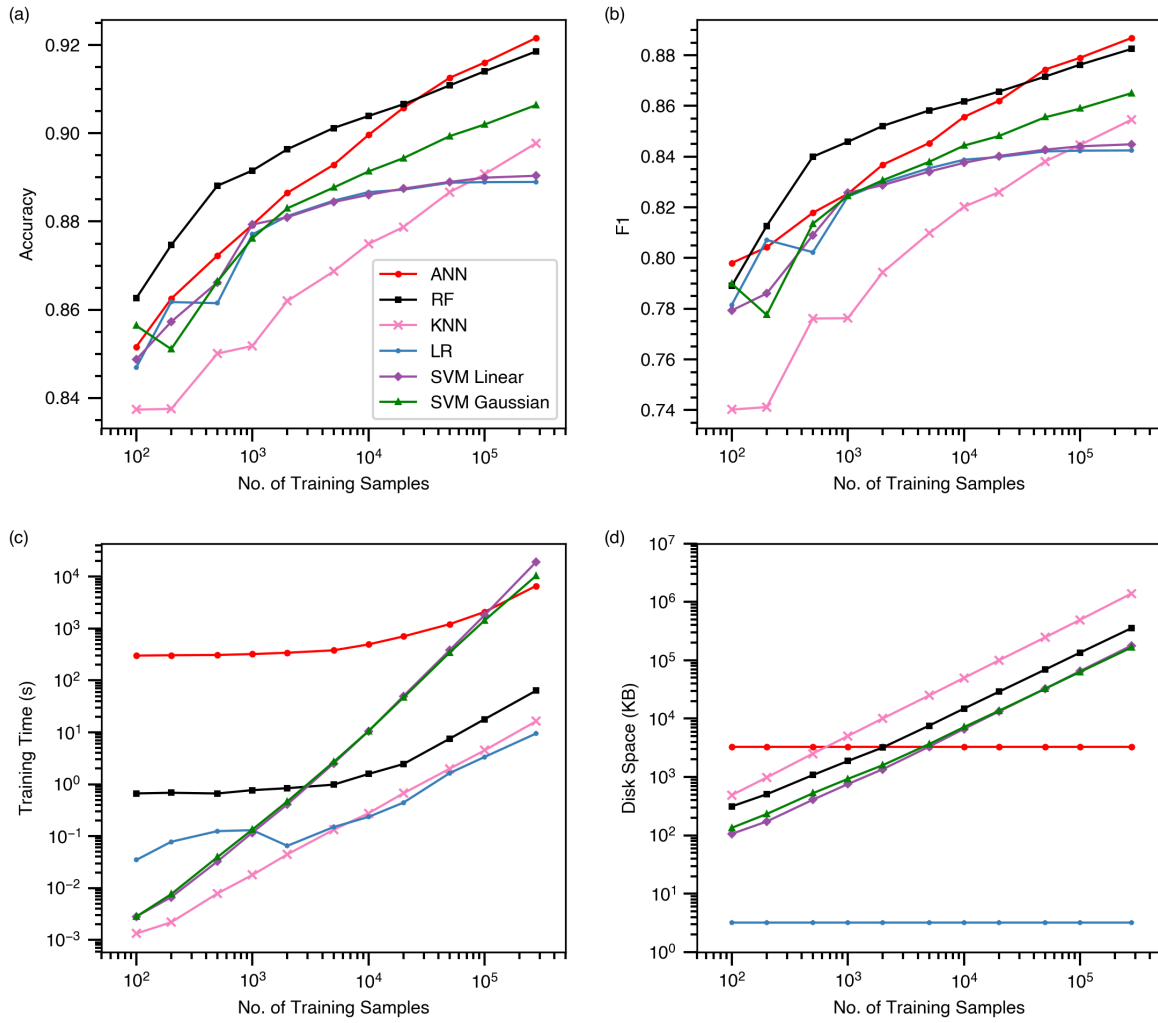 (a)
0.92
0.90
0.88
0.86
0.84
Accuracy
10²
10³
10⁴
10⁵
No. of Training Samples
ANN
RF
KNN
LR
SVM Linear
SVM Gaussian
(b)
0.88
0.86
0.84
0.82
0.80
0.78
0.76
0.74
F1
10²
10³
10⁴
10⁵
No. of Training Samples
(c)
10⁴
10³
10²
10¹
10⁰
10⁻¹
10⁻²
10⁻³
Training Time (s)
10²
10³
10⁴
10⁵
No. of Training Samples
(d)
10⁷
10⁶
10⁵
10⁴
10³
10²
10¹
10⁰
Disk Space (KB)
10²
10³
10⁴
10⁵
No. of Training Samples